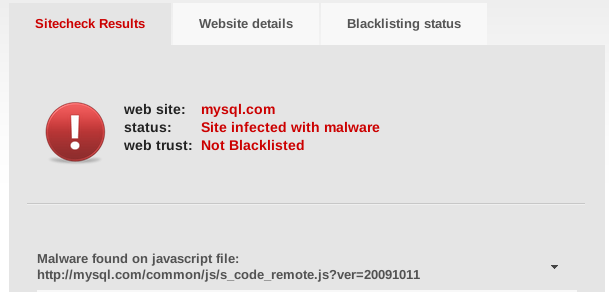 Sitecheck Results Website details Blacklisting status
web site: mysql.com
status: Site infected with malware
web trust: Not Blacklisted
Malware found on javascript file:
http://mysql.com/common/js/s_code_remote.js?ver=20091011